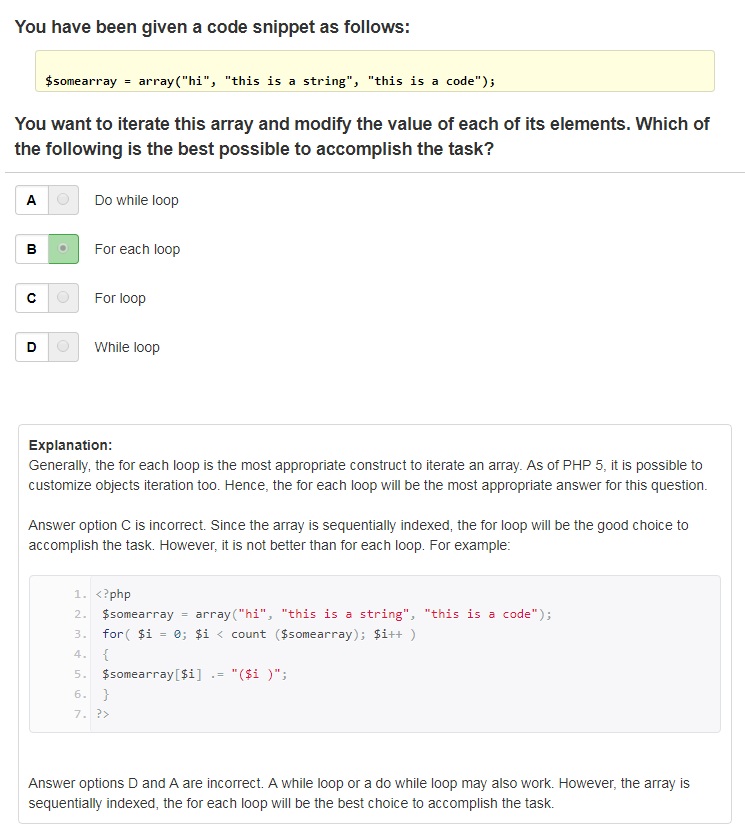 You have been given a code snippet as follows:
$somearray = array("hi", "this is a string", "this is a code");
You want to iterate this array and modify the value of each of its elements. Which of
the following is the best possible to accomplish the task?
A Do while loop
B For each loop
C For loop
D While loop
Explanation:
Generally, the for each loop is the most appropriate construct to iterate an array. As of PHP 5, it is possible to
customize objects iteration too. Hence, the for each loop will be the most appropriate answer for this question.
Answer option C is incorrect. Since the array is sequentially indexed, the for loop will be the good choice to
accomplish the task. However, it is not better than for each loop. For example:
1. <?php
2. $somearray = array("hi", "this is a string", "this is a code");
3. for( $i = 0; $i < count ($somearray); $i++ )
4. {
5. $somearray[$i] .= "($i )";
6. }
7. ?>
Answer options D and A are incorrect. A while loop or a do while loop may also work. However, the array is
sequentially indexed, the for each loop will be the best choice to accomplish the task.